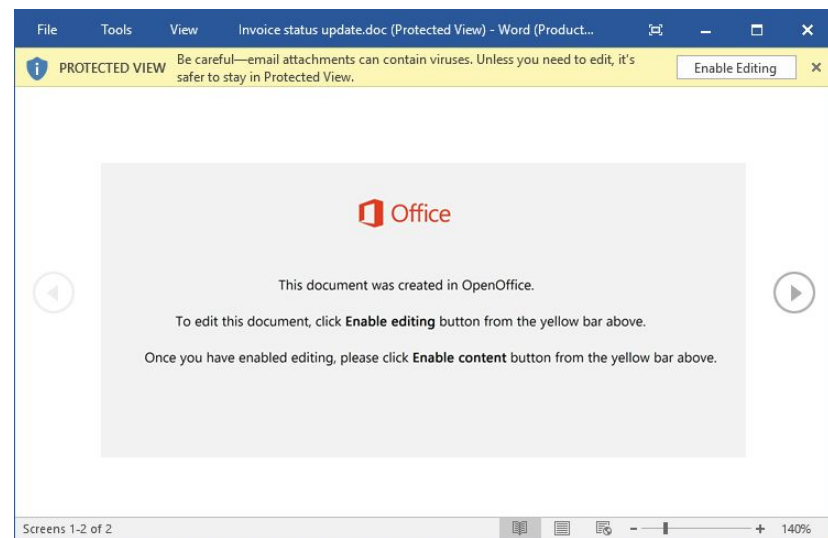 File Tools View Invoice status update.doc (Protected View) - Word (Product...
PROTECTED VIEW Be careful—email attachments can contain viruses. Unless you need to edit, it's
safer to stay in Protected View.
Enable Editing
Office
This document was created in OpenOffice.
To edit this document, click Enable editing button from the yellow bar above.
Once you have enabled editing, please click Enable content button from the yellow bar above.
Screens 1-2 of 2 140%